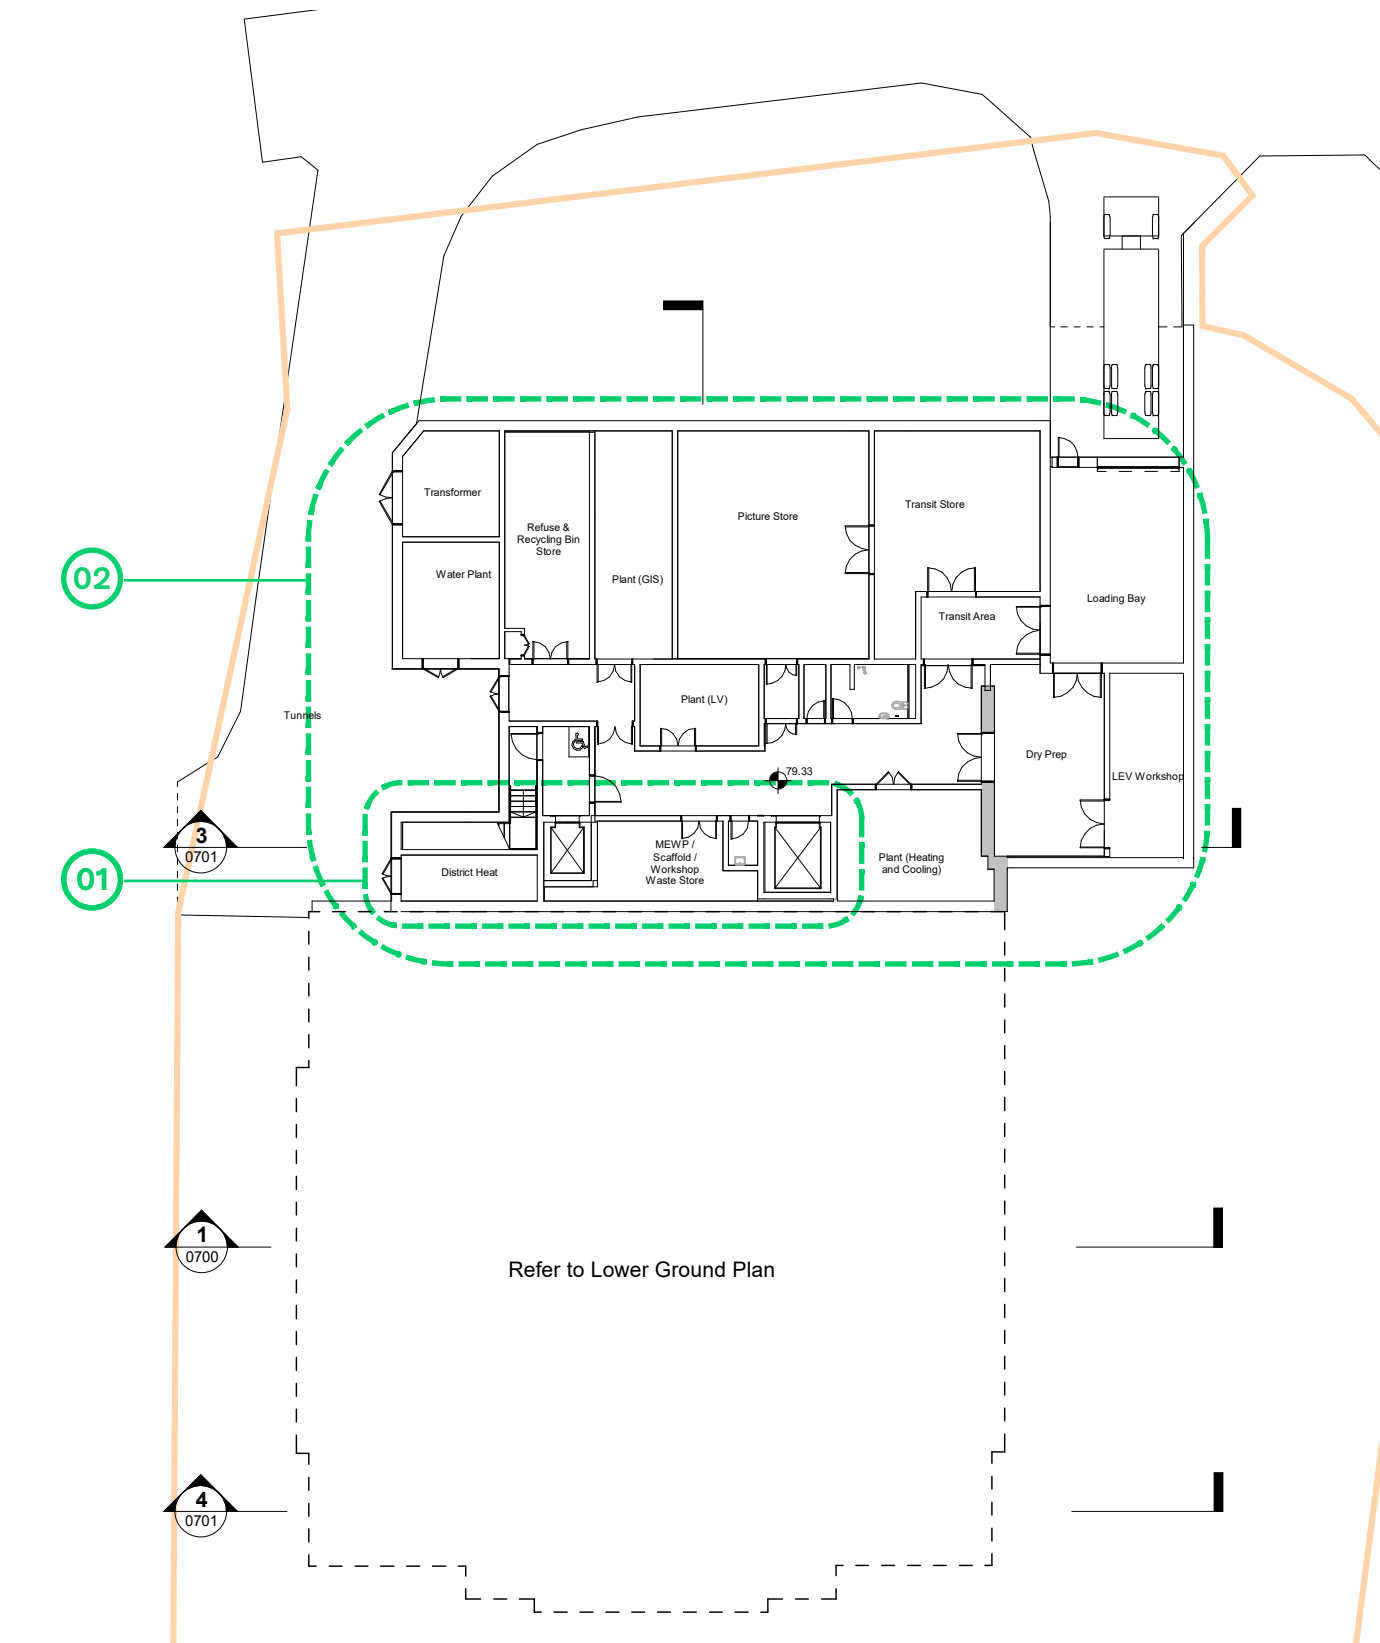 Transformer
Transit Store
Picture Store
Refuse &
Recycling Bin
Store
Water Plant
Plant (GIS)
02
Loading Bay
Transit Area
Plant (LV)
Tunnels
Dry Prep
79.33
LEV Workshop
3
0701
MEWP /
Scaffold /
Workshop
Waste Store
Plant (Heating
and Cooling)
District Heat
01
1
0700
Refer to Lower Ground Plan
4
0701